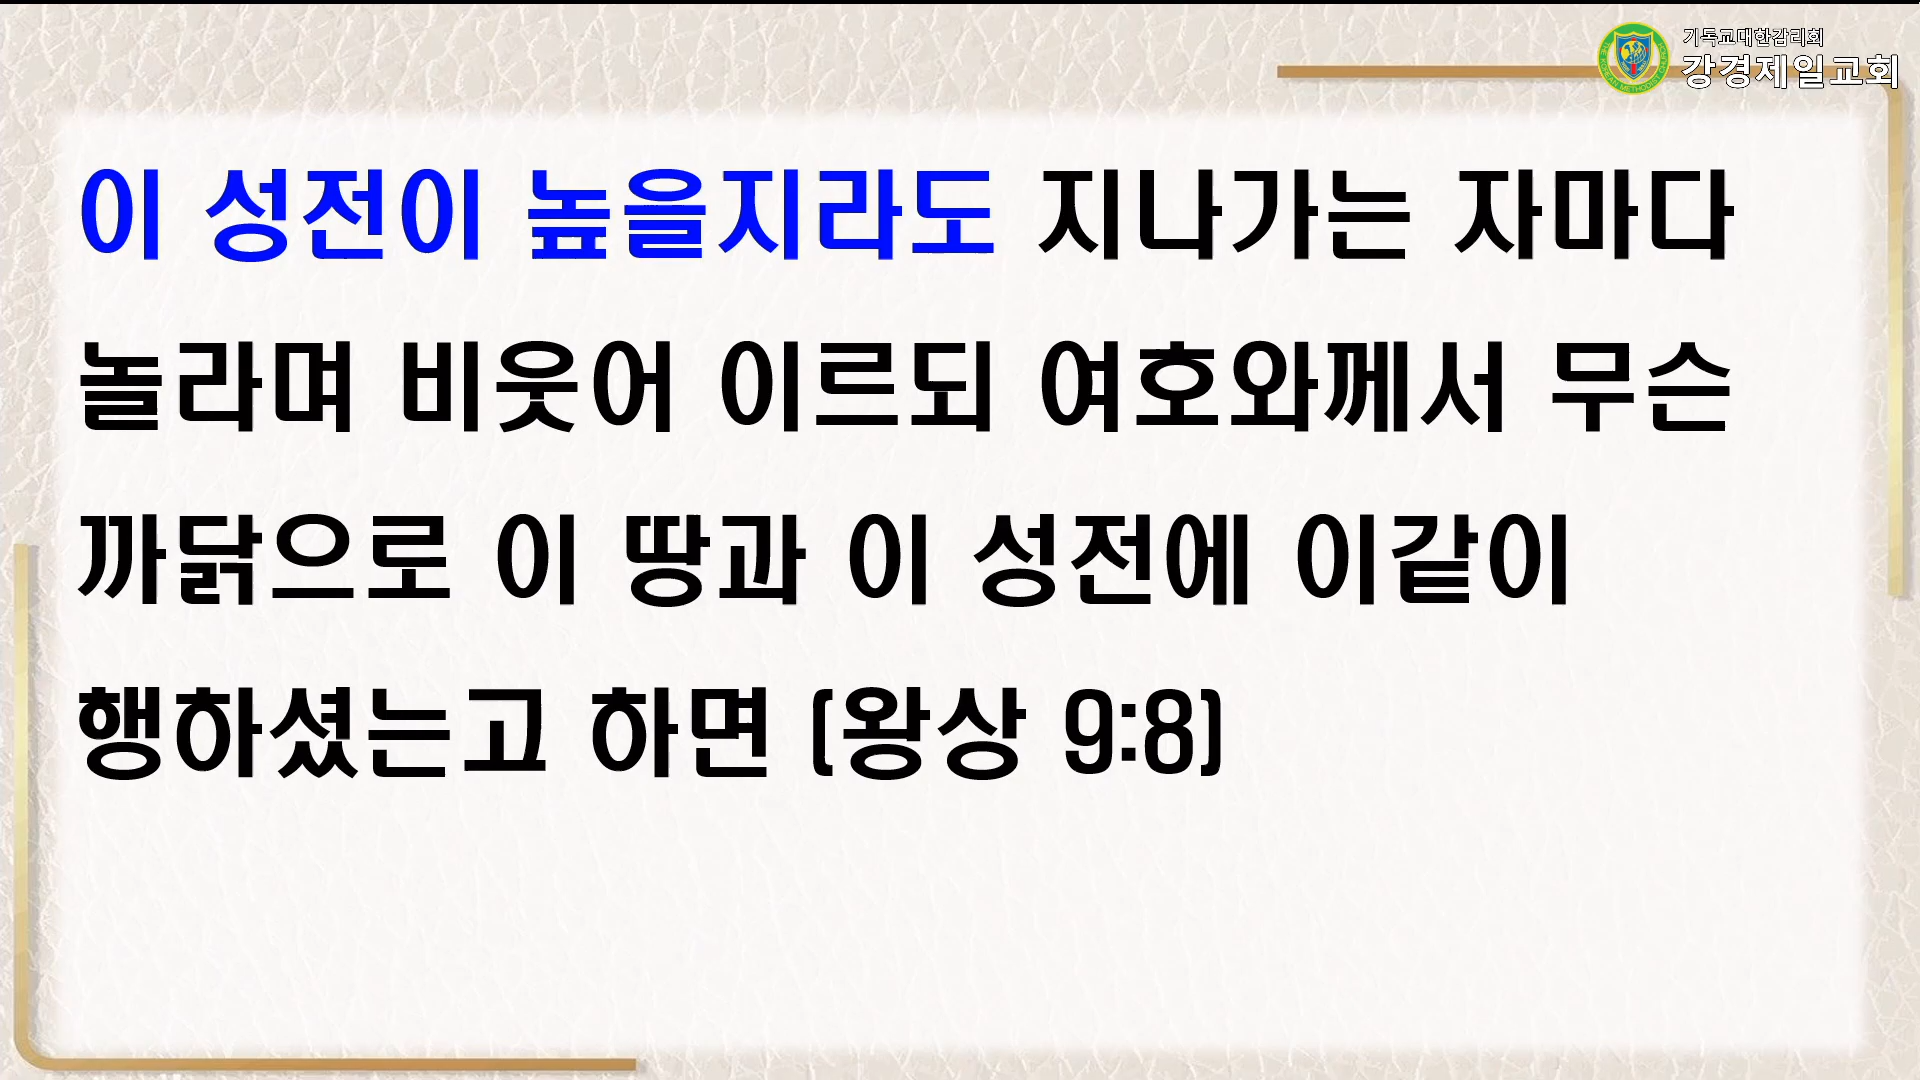 기독교대한감리회
강경제일교회
이 성전이 높을지라도 지나가는 자마다
놀라며 비웃어 이르되 여호와께서 무슨
까닭으로 이 땅과 이 성전에 이같이
행하셨는고 하면 (왕상 9:8)